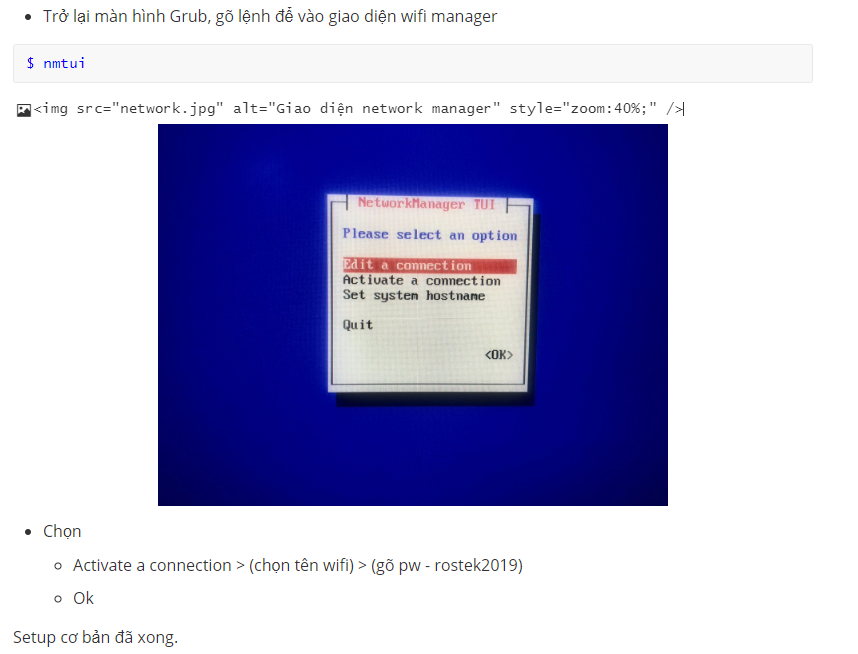 Trở lại màn hình Grub, gõ lệnh để vào giao diện wifi manager
$ nmtui
<img src="network.jpg" alt="Giao diện network manager" style="zoom:40%;" />
NetworkManager TUI
Please select an option
Edit a connection
Activate a connection
Set system hostname
Quit
<OK>
Chọn
Activate a connection > (chọn tên wifi) > (gõ pw - rostek2019)
Ok
Setup cơ bản đã xong.